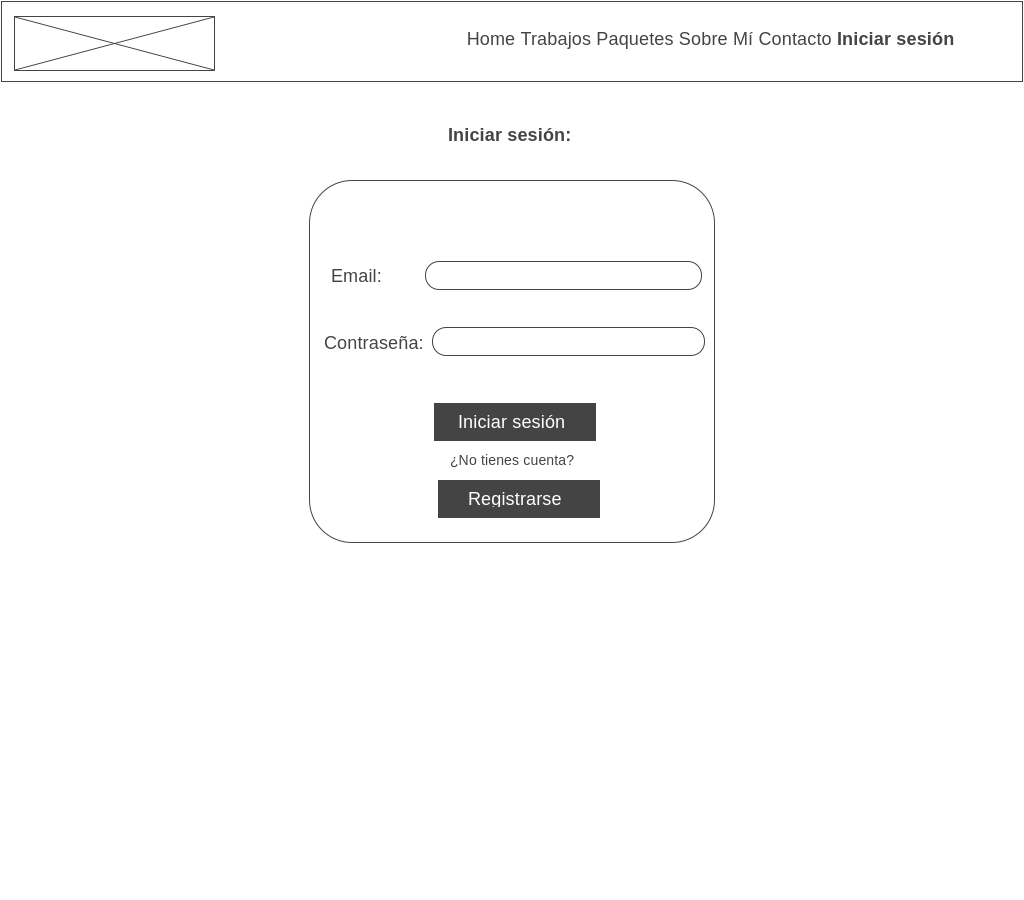 Home Trabajos Paquetes Sobre Mí Contacto Iniciar sesión
Iniciar sesión:
Email:
Contraseña:
Iniciar sesión
¿No tienes cuenta?
Registrarse